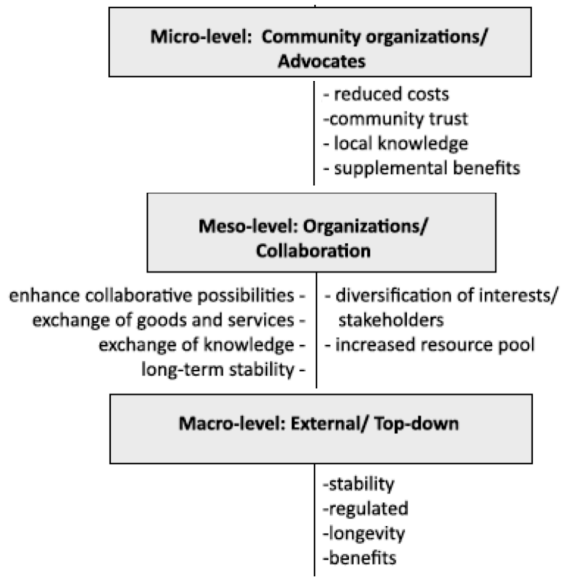 Micro-level: Community organizations/
Advocates
- reduced costs
-community trust
- local knowledge
- supplemental benefits
Meso-level: Organizations/
Collaboration
enhance collaborative possibilities -
exchange of goods and services -
exchange of knowledge -
long-term stability -
- diversification of interests/
stakeholders
- increased resource pool
Macro-level: External/ Top-down
-stability
-regulated
-longevity
-benefits